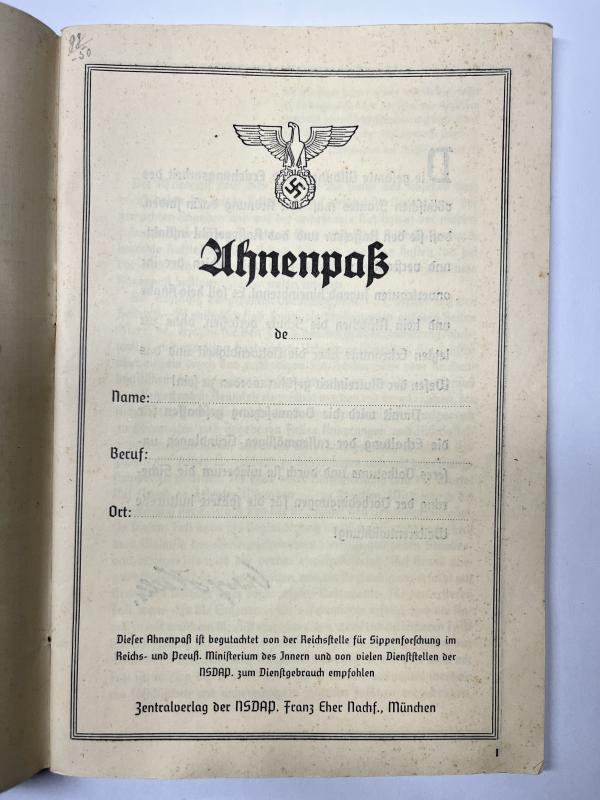 -50
Ahnenpaß
de........
Name:
Beruf:
Ort:
Dieser Ahnenpaß ist begutachtet von der Reichsstelle für Sippenforschung im
Reichs- und Preuß. Ministerium des Innern und von vielen Dienststellen der
NSDAP. zum Dienstgebrauch empfohlen
Zentralverlag der NSDAP. Franz Eher Nachf., München
1